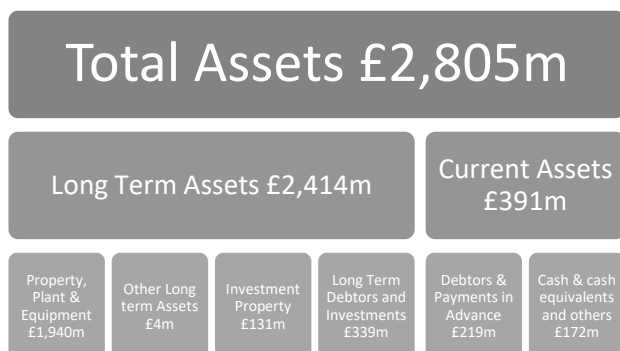 Total Assets £2,805m
Long Term Assets £2,414m
Current Assets
£391m
Property,
Plant &
Equipment
£1,940m
Other Long
term Assets
£4m
Investment
Property
£131m
Long Term
Debtors and
Investments
£339m
Debtors &
Payments in
Advance
£219m
Cash & cash
equivalents
and others
£172m